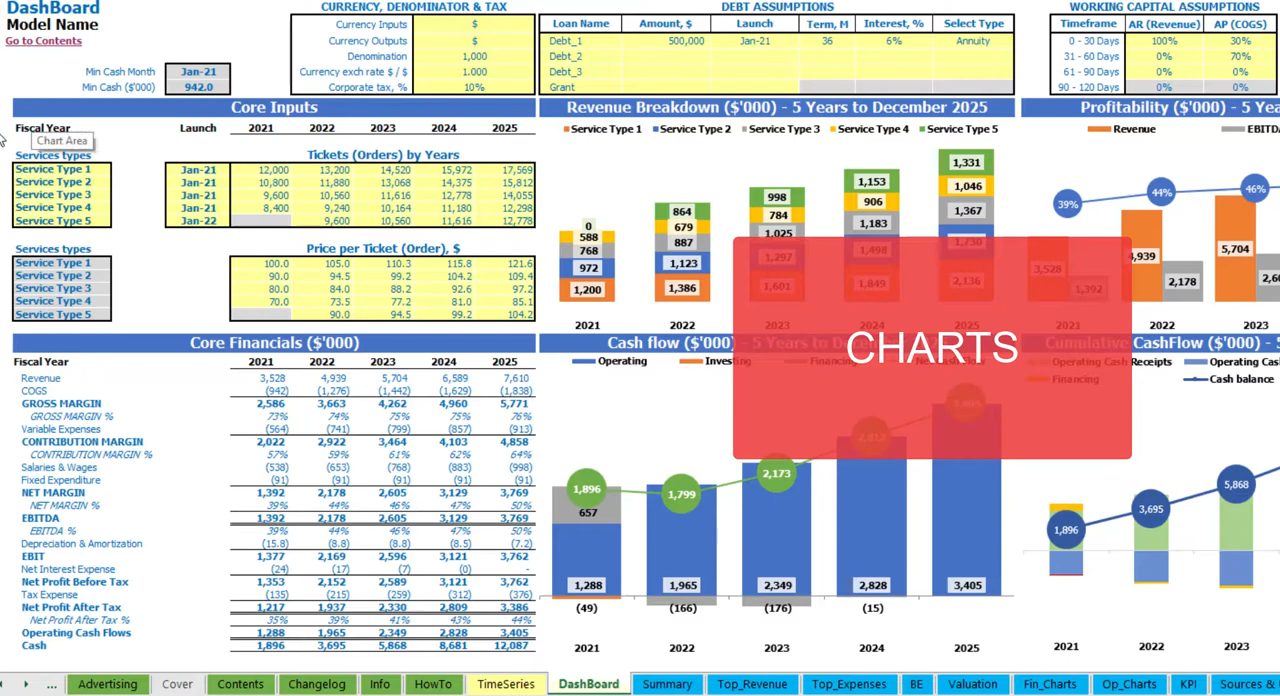 DashBoard
Model Name
Go to Contents
Min Cash Month Jan-21
Min Cash ($'000) 942.0
CURRENCY, DENOMINATOR & TAX
Currency Inputs $
Currency Outputs $
Denomination 1,000
Currency exch rate $ / $ 1.000
Corporate tax, % 10%
DEBT ASSUMPTIONS
Loan Name Amount, $ Launch Term, M Interest, % Select Type
Debt_1 500,000 Jan-21 36 6% Annuity
Debt_2
Debt_3
Grant
WORKING CAPITAL ASSUMPTIONS
Timeframe AR (Revenue) AP (COGS)
0 - 30 Days 100% 30%
31 - 60 Days 0% 70%
61 - 90 Days 0% 0%
90 - 120 Days 0% 0%
Core Inputs
Fiscal Year Launch 2021 2022 2023 2024 2025
Chart Area
Services types Tickets (Orders) by Years
Service Type 1 Jan-21 12,000 13,200 14,520 15,972 17,569
Service Type 2 Jan-21 10,800 11,880 13,068 14,375 15,812
Service Type 3 Jan-21 9,600 10,560 11,616 12,778 14,055
Service Type 4 Jan-21 8,400 9,240 10,164 11,180 12,298
Service Type 5 Jan-22 9,600 10,560 11,616 12,778
Services types Price per Ticket (Order), $
Service Type 1 100.0 105.0 110.3 115.8 121.6
Service Type 2 90.0 94.5 99.2 104.2 109.4
Service Type 3 80.0 84.0 88.2 92.6 97.2
Service Type 4 70.0 73.5 77.2 81.0 85.1
Service Type 5 90.0 94.5 99.2 104.2
Revenue Breakdown ($'000) - 5 Years to December 2025
Service Type 1 Service Type 2 Service Type 3 Service Type 4 Service Type 5
0 864 998 1,153 1,331
588 679 784 906 1,046
768 887 1,025 1,183 1,367
972 1,123 1,297 1,498 1,730
1,200 1,386 1,601 1,849 2,136
2021 2022 2023 2024 2025
Profitability ($'000) - 5 Yea
Revenue EBITD
39% 44% 46%
3,528 4,939 5,704
1,392 2,178 2,60
2021 2022 2023
CHARTS
Core Financials ($'000)
Fiscal Year 2021 2022 2023 2024 2025
Revenue 3,528 4,939 5,704 6,589 7,610
COGS (942) (1,276) (1,442) (1,629) (1,838)
GROSS MARGIN 2,586 3,663 4,262 4,960 5,771
GROSS MARGIN % 73% 74% 75% 75% 76%
Variable Expenses (564) (741) (799) (857) (913)
CONTRIBUTION MARGIN 2,022 2,922 3,464 4,103 4,858
CONTRIBUTION MARGIN % 57% 59% 61% 62% 64%
Salaries & Wages (538) (653) (768) (883) (998)
Fixed Expenditure (91) (91) (91) (91) (91)
NET MARGIN 1,392 2,178 2,605 3,129 3,769
NET MARGIN % 39% 44% 46% 47% 50%
EBITDA 1,392 2,178 2,605 3,129 3,769
EBITDA % 39% 44% 46% 47% 50%
Depreciation & Amortization (15.8) (8.8) (8.8) (8.5) (7.2)
EBIT 1,377 2,169 2,596 3,121 3,762
Net Interest Expense (24) (17) (7) (0) -
Net Profit Before Tax 1,353 2,152 2,589 3,121 3,762
Tax Expense (135) (215) (259) (312) (376)
Net Profit After Tax 1,217 1,937 2,330 2,809 3,386
Net Profit After Tax % 35% 39% 41% 43% 44%
Operating Cash Flows 1,288 1,965 2,349 2,828 3,405
Cash 1,896 3,695 5,868 8,681 12,087
Cash flow ($'000) - 5 Years to December 2025
Operating Investing Financing
1,896 1,799 2,173 2,813
657
1,288 1,965 2,349 2,828 3,405
(49) (166) (176) (15)
2021 2022 2023 2024 2025
Cumulative CashFlow ($'000) - 5
Operating Cash Receipts Operating Cas
Financing Cash balance
1,896 3,695 5,868
2021 2022 2023
... Advertising Cover Contents Changelog Info HowTo TimeSeries DashBoard Summary Top_Revenue Top_Expenses BE Valuation Fin_Charts Op_Charts KPI Sources &